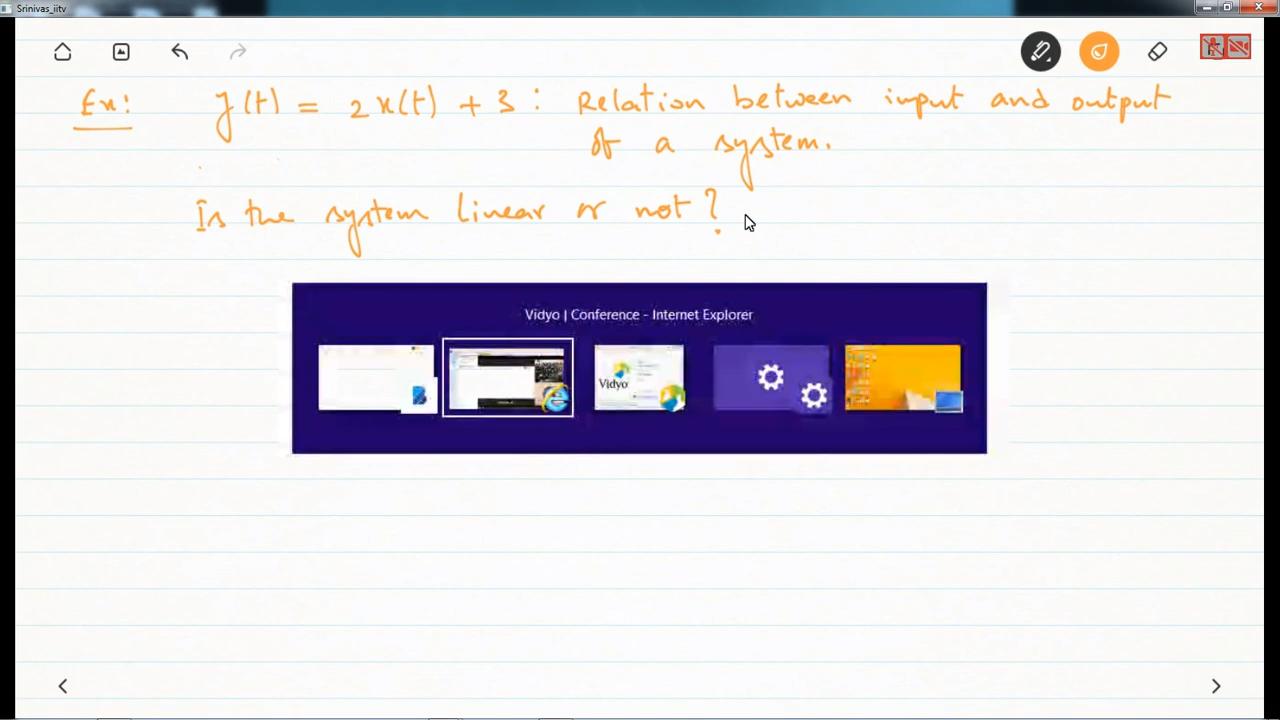 Srinivas_iitv
Ex: y(t) = 2x(t) + 3 : Relation between input and output
of a system.
Is the system linear or not?
Vidyo | Conference - Internet Explorer
Vidyo